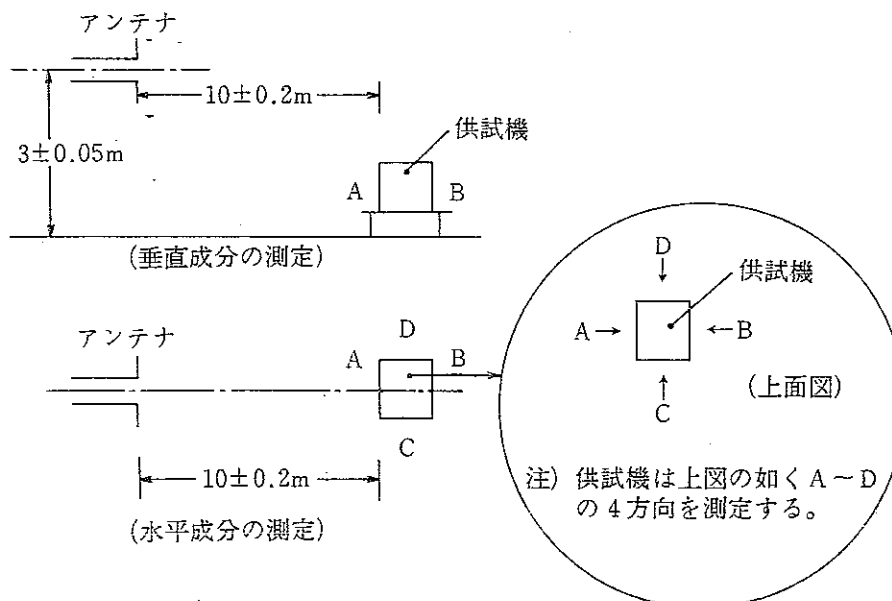 アンテナ
10±0.2m
3±0.05m
供試機
A B
(垂直成分の測定)
アンテナ
D
A B
C
10±0.2m
(水平成分の測定)
D
供試機
A→ ←B
C
(上面図)
注) 供試機は上図の如くA~D
の4方向を測定する。